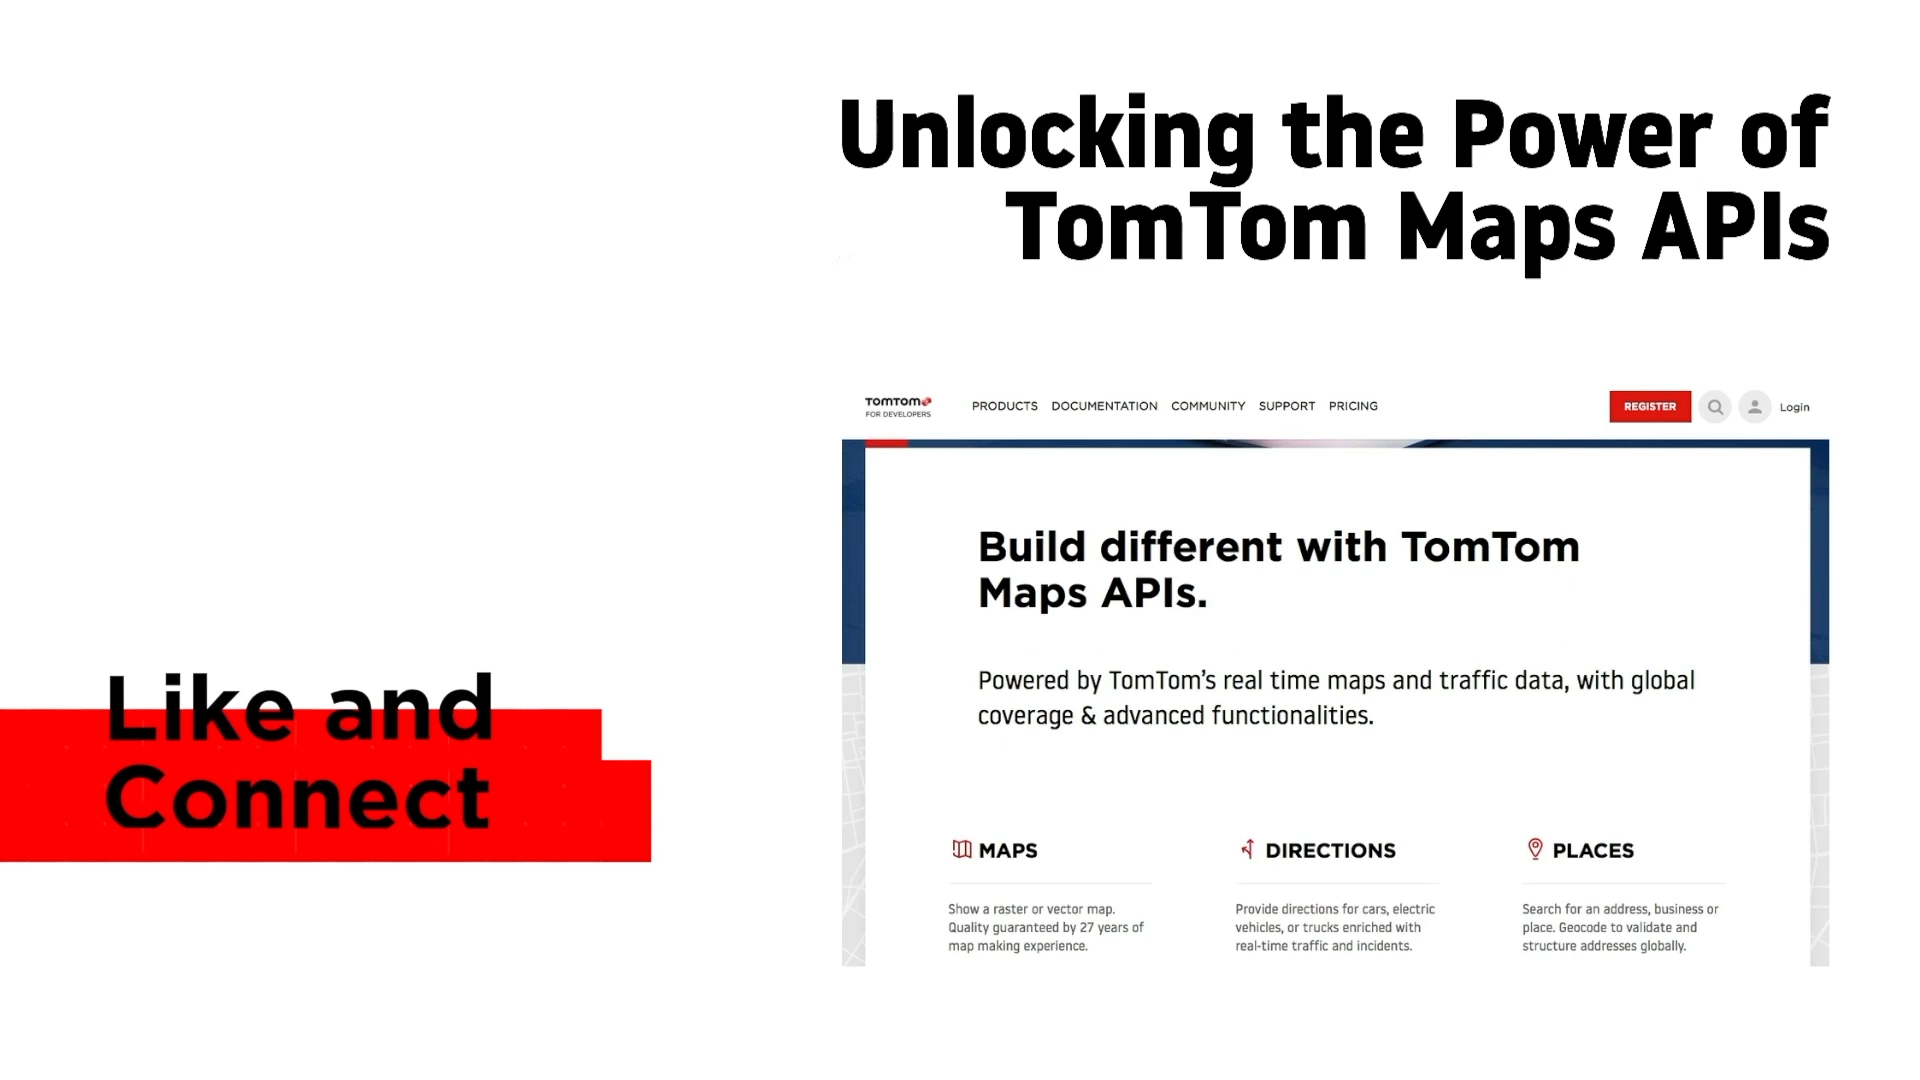 Unlocking the Power of
TomTom Maps APIs
TOMTOM
FOR DEVELOPERS
PRODUCTS DOCUMENTATION COMMUNITY SUPPORT PRICING
REGISTER
Login
Build different with TomTom
Maps APIs.
Powered by TomTom's real time maps and traffic data, with global
coverage & advanced functionalities.
MAPS
Show a raster or vector map.
Quality guaranteed by 27 years of
map making experience.
DIRECTIONS
Provide directions for cars, electric
vehicles, or trucks enriched with
real-time traffic and incidents.
PLACES
Search for an address, business or
place. Geocode to validate and
structure addresses globally.
Like and
Connect